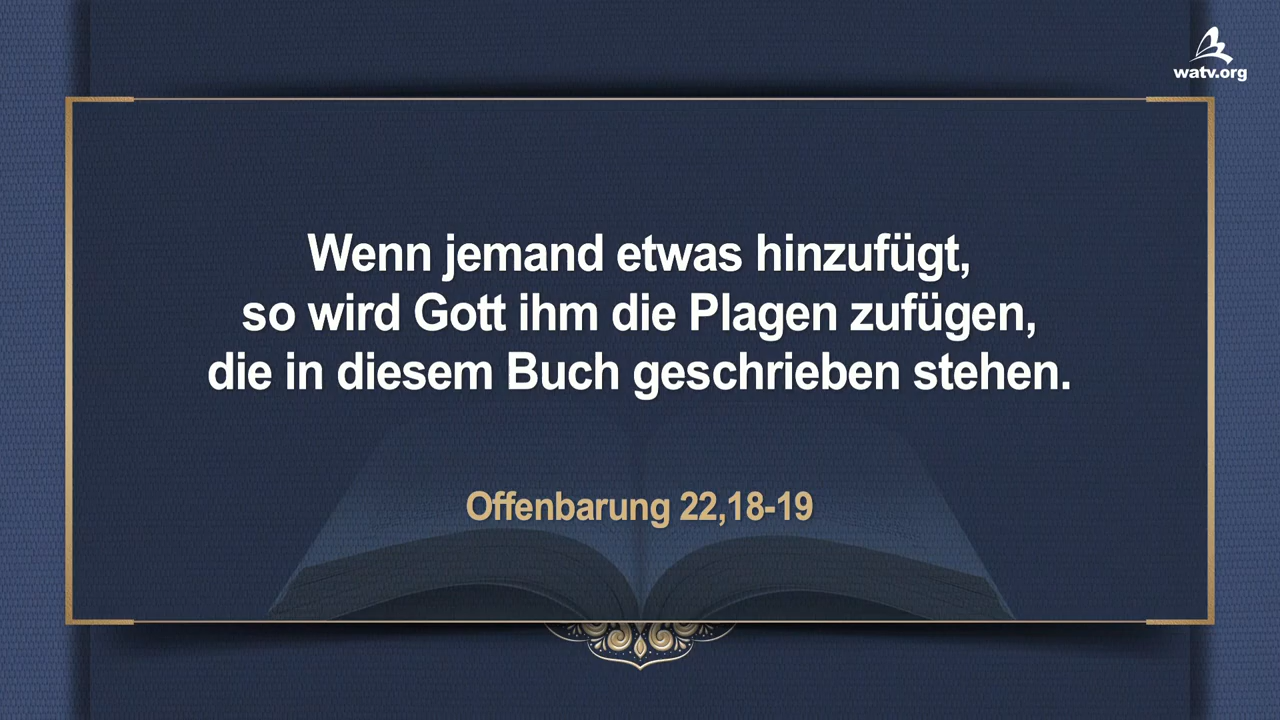 watv.org
Wenn jemand etwas hinzufügt,
so wird Gott ihm die Plagen zufügen,
die in diesem Buch geschrieben stehen.
Offenbarung 22,18-19